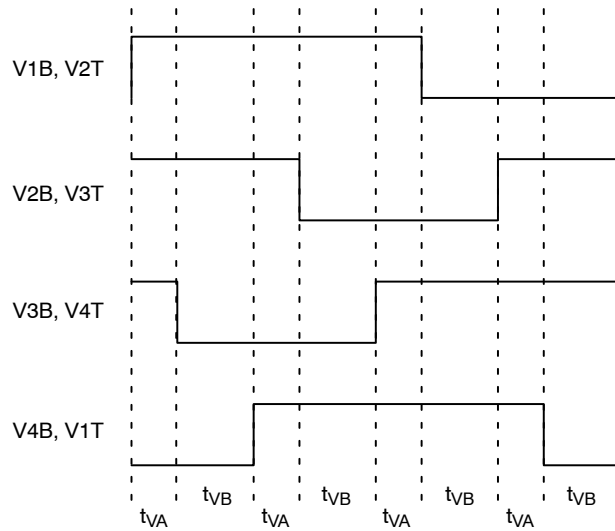 V1B, V2T
V2B, V3T
V3B, V4T
V4B, V1T
tVB tVB tVB tVB
tVA tVA tVA tVA